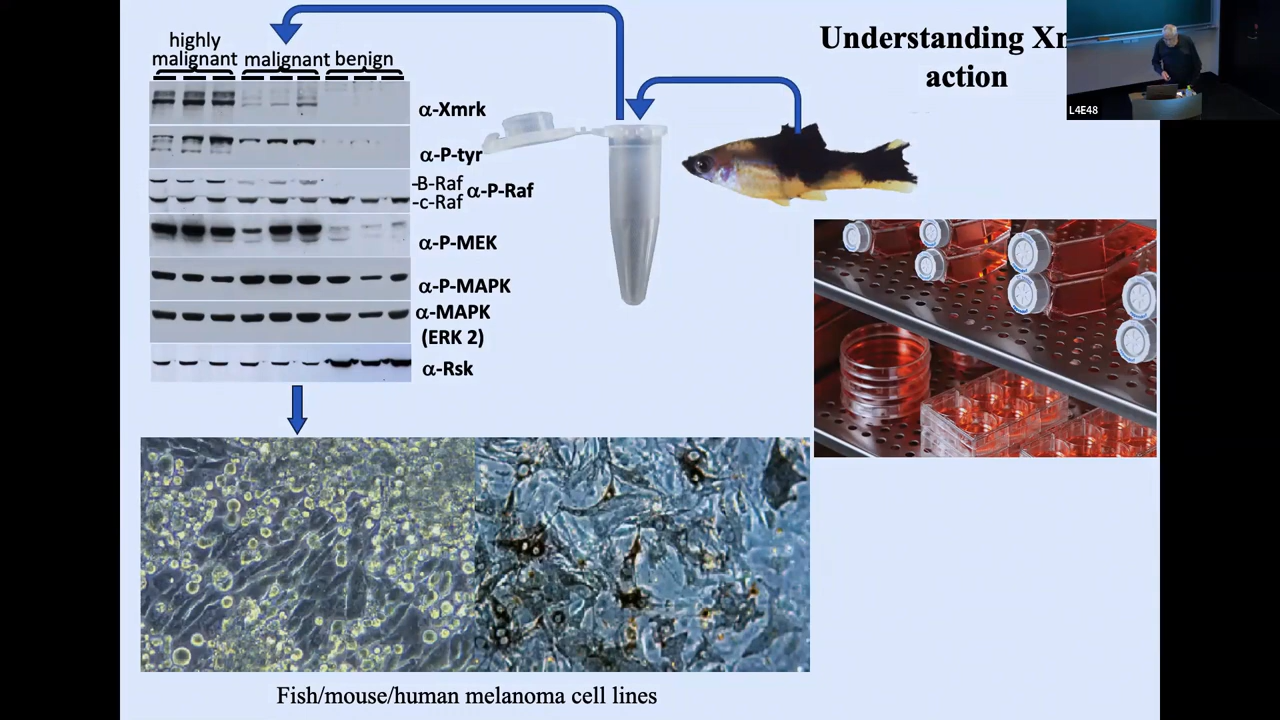 Understanding
action
highly
malignant
malignant
benign
α-Xmrk
α-P-tyr
-B-Raf
-c-Raf
α-P-Raf
α-P-MEK
α-P-MAPK
α-MAPK
(ERK 2)
α-Rsk
Fish/mouse/human melanoma cell lines
L4E48